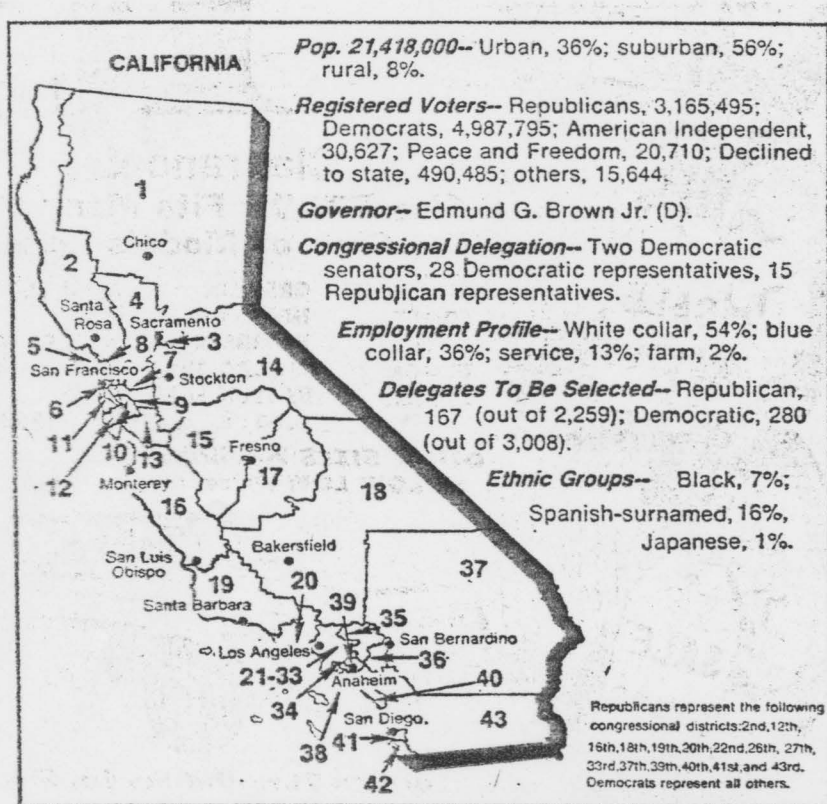 CALIFORNIA
Pop. 21,418,000-- Urban, 36%; suburban, 56%;
rural, 8%.
Registered Voters-- Republicans, 3,165,495;
Democrats, 4,987,795; American Independent,
30,627; Peace and Freedom, 20,710; Declined
to state, 490,485; others, 15,644.
Governor-- Edmund G. Brown Jr. (D).
Congressional Delegation-- Two Democratic
senators, 28 Democratic representatives, 15
Republican representatives.
Employment Profile-- White collar, 54%; blue
collar, 36%; service, 13%; farm, 2%.
Delegates To Be Selected-- Republican,
167 (out of 2,259); Democratic, 280
(out of 3,008).
Ethnic Groups-- Black, 7%;
Spanish-surnamed, 16%,
Japanese, 1%.
1
Chico
2
4
Santa
Rosa
Sacramento
5
8
3
San Francisco
7
14
Stockton
6
9
11
10
13
15
Fresno
12
17
Monterey
16
18
San Luis
Obispo
Bakersfield
19
20
37
Santa Barbara
39
35
Los Angeles
San Bernardino
21-33
36
Anaheim
34
40
San Diego
43
38
41
42
Republicans represent the following
congressional districts:2nd,12th,
16th,18th,19th,20th,22nd,26th, 27th,
33rd,37th,39th,40th,41st,and 43rd.
Democrats represent all others.